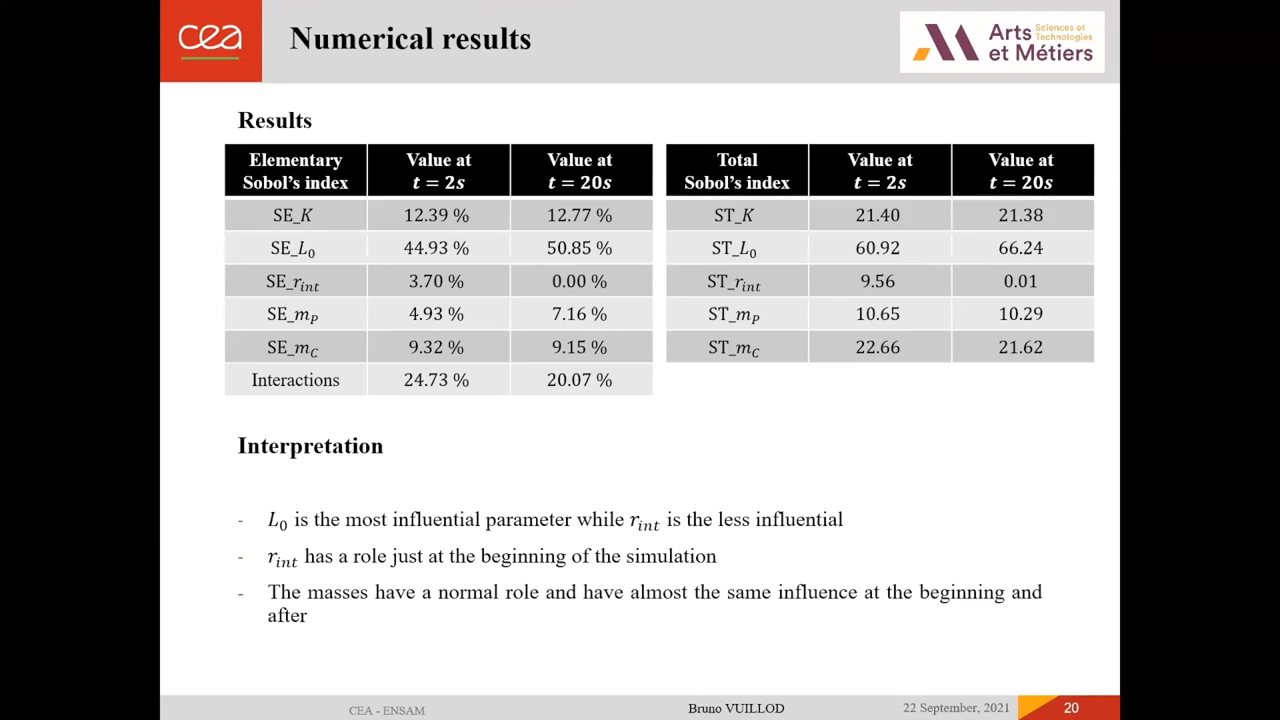 cea
Numerical results
Arts
et Métiers
Sciences et
Technologies
Results
Elementary Sobol's index | Value at t = 2s | Value at t = 20s
SE_K | 12.39 % | 12.77 %
SE_L₀ | 44.93 % | 50.85 %
SE_rᵢₙₜ | 3.70 % | 0.00 %
SE_m_P | 4.93 % | 7.16 %
SE_m_C | 9.32 % | 9.15 %
Interactions | 24.73 % | 20.07 %
Total Sobol's index | Value at t = 2s | Value at t = 20s
ST_K | 21.40 | 21.38
ST_L₀ | 60.92 | 66.24
ST_rᵢₙₜ | 9.56 | 0.01
ST_m_P | 10.65 | 10.29
ST_m_C | 22.66 | 21.62
Interpretation
- L₀ is the most influential parameter while rᵢₙₜ is the less influential
- rᵢₙₜ has a role just at the beginning of the simulation
- The masses have a normal role and have almost the same influence at the beginning and
after
CEA - ENSAM
Bruno VUILLOD
22 September, 2021
20